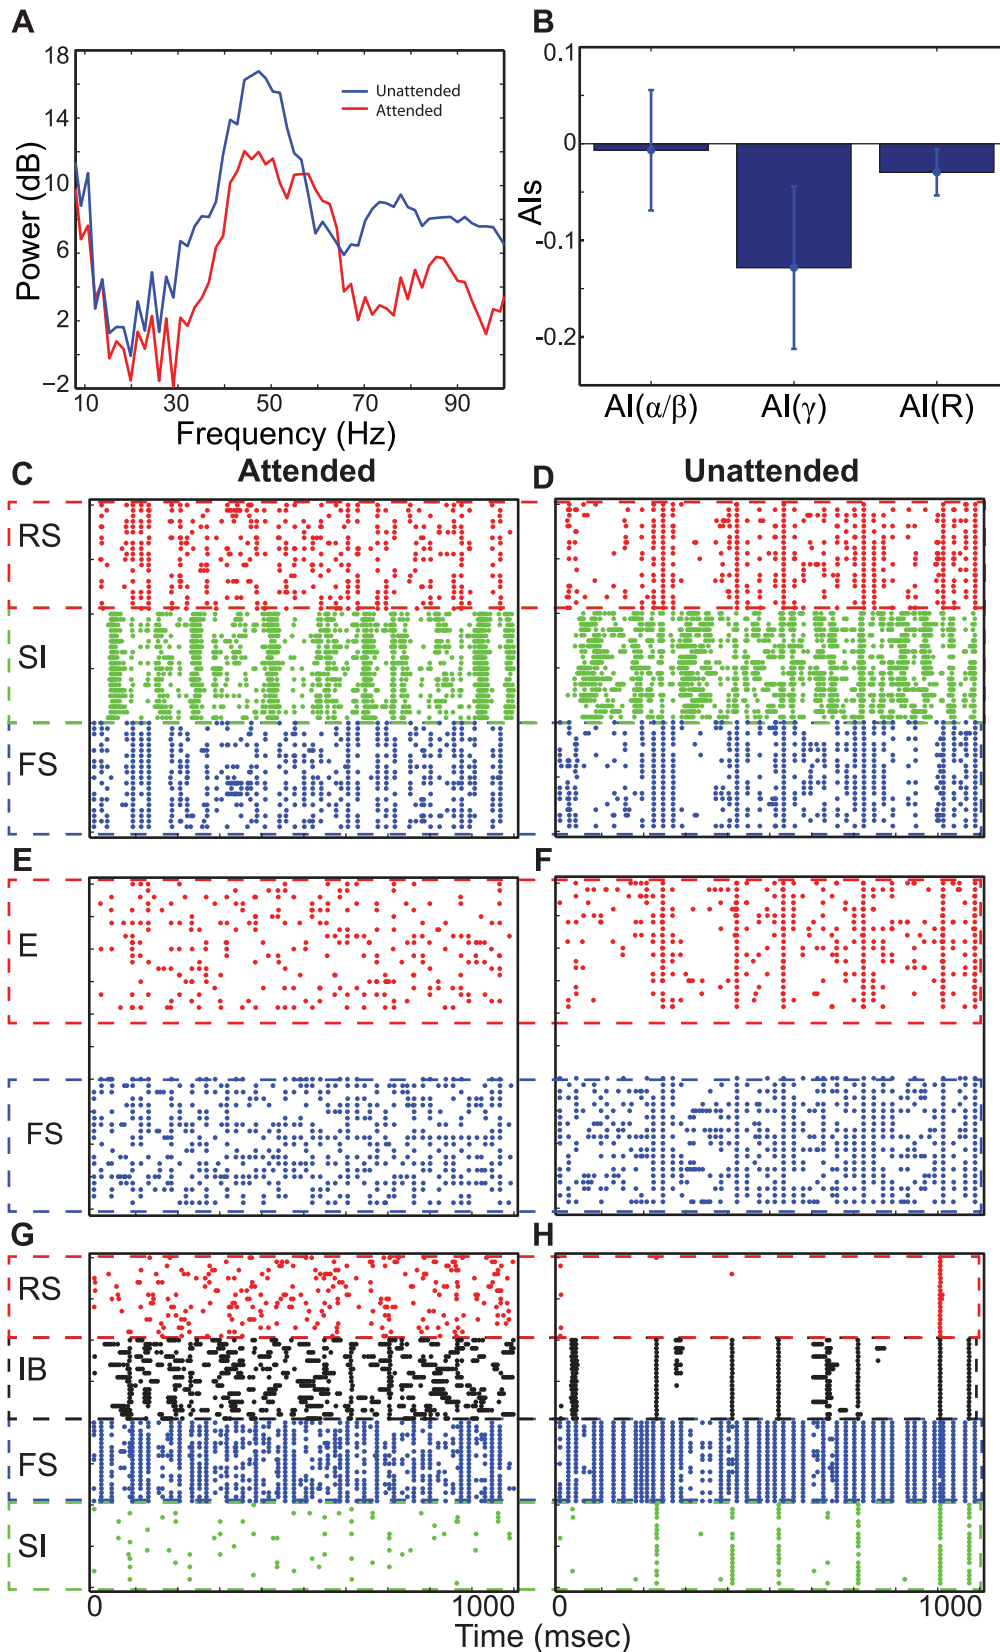 A
B
18
14
10
6
2
−2
Power (dB)
Unattended
Attended
10
30
50
70
90
Frequency (Hz)
0.1
0
-0.1
-0.2
AIs
AI(α/β)
AI(γ)
AI(R)
C
Attended
D
Unattended
RS
SI
FS
E
F
E
FS
G
H
RS
IB
FS
SI
0
1000
0
1000
Time (msec)